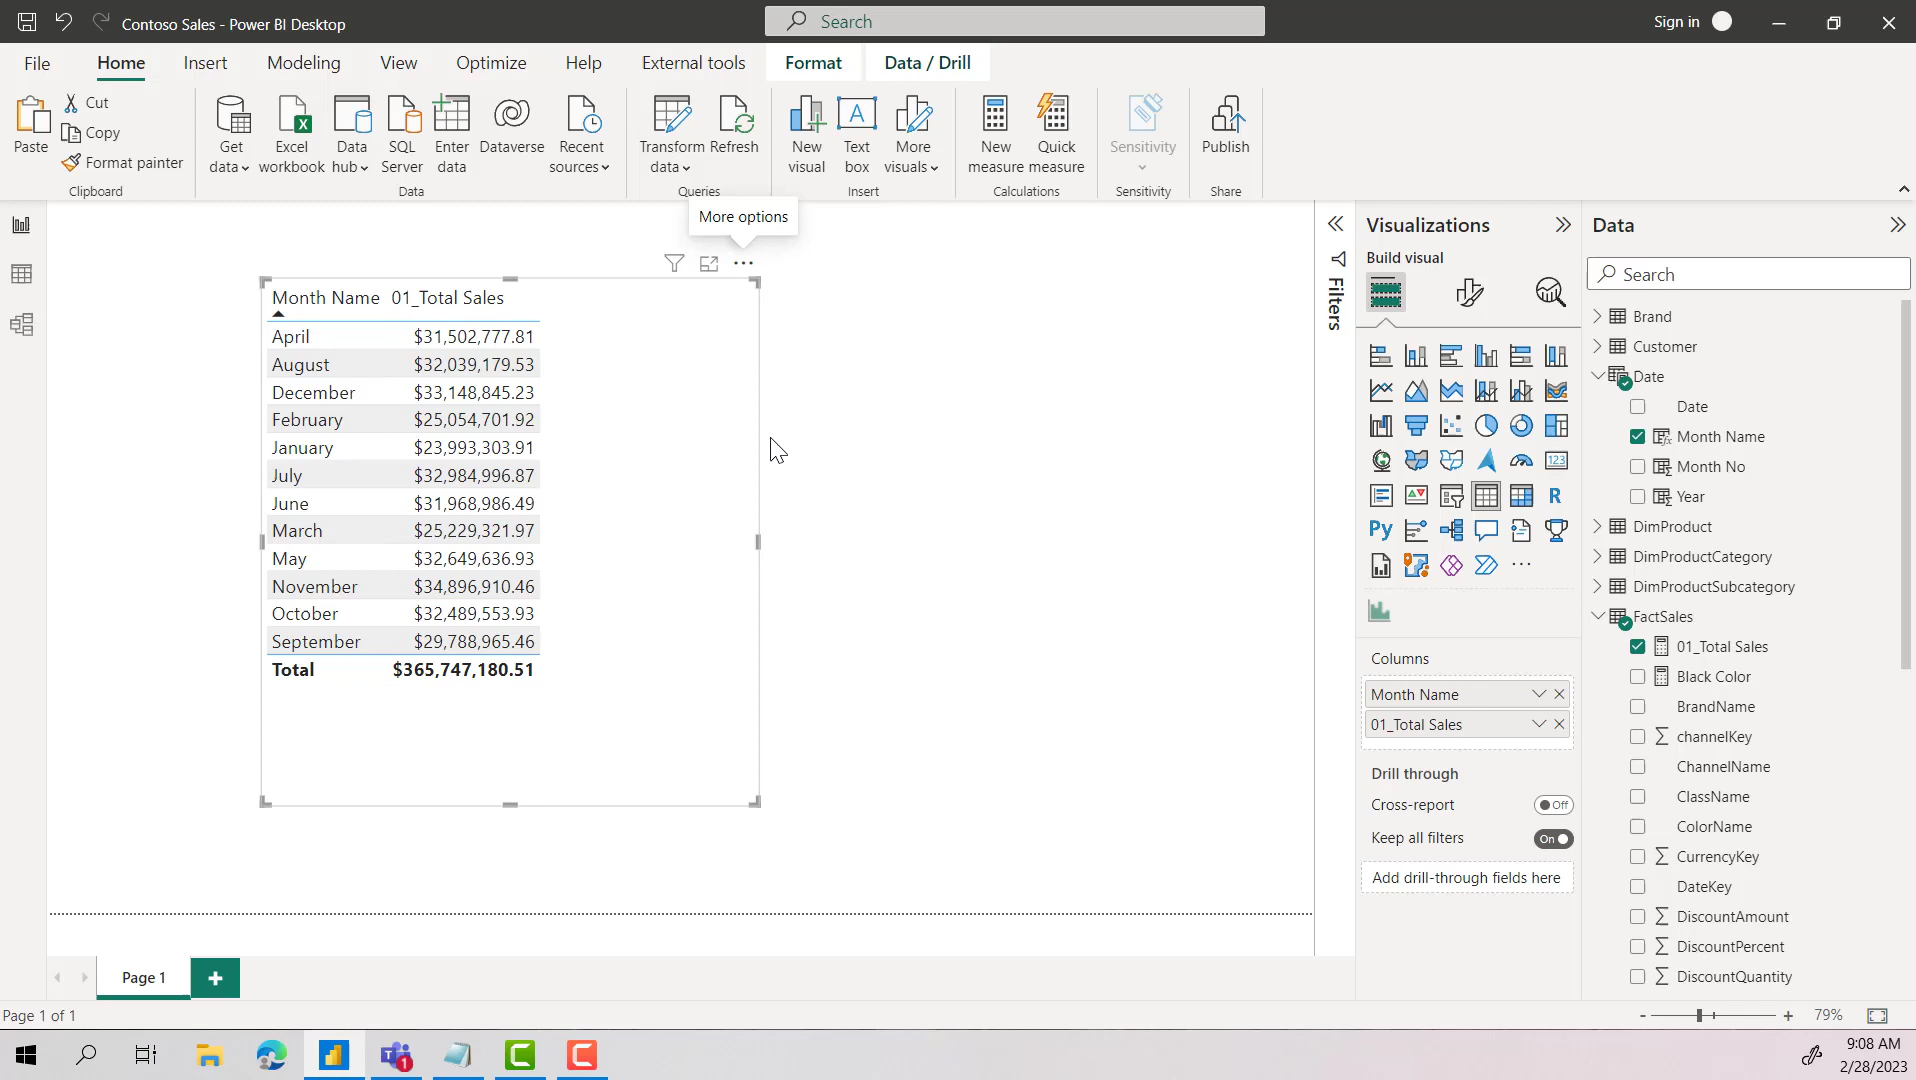 Contoso Sales - Power BI Desktop
Search
Sign in
File
Home
Insert
Modeling
View
Optimize
Help
External tools
Format
Data / Drill
Paste
Cut
Copy
Format painter
Clipboard
Get data
Excel workbook
Data hub
SQL Server
Enter data
Dataverse
Recent sources
Data
Transform data
Refresh
Queries
New visual
Text box
More visuals
Insert
New measure
Quick measure
Calculations
Sensitivity
Sensitivity
Publish
Share
More options
Month Name 01_Total Sales
April $31,502,777.81
August $32,039,179.53
December $33,148,845.23
February $25,054,701.92
January $23,993,303.91
July $32,984,996.87
June $31,968,986.49
March $25,229,321.97
May $32,649,636.93
November $34,896,910.46
October $32,489,553.93
September $29,788,965.46
Total $365,747,180.51
Filters
Visualizations
Build visual
123
R
Py
Columns
Month Name
01_Total Sales
Drill through
Cross-report Off
Keep all filters On
Add drill-through fields here
Data
Search
Brand
Customer
Date
Date
Month Name
Month No
Year
DimProduct
DimProductCategory
DimProductSubcategory
FactSales
01_Total Sales
Black Color
BrandName
channelKey
ChannelName
ClassName
ColorName
CurrencyKey
DateKey
DiscountAmount
DiscountPercent
DiscountQuantity
Page 1
Page 1 of 1
79%
1
9:08 AM
2/28/2023